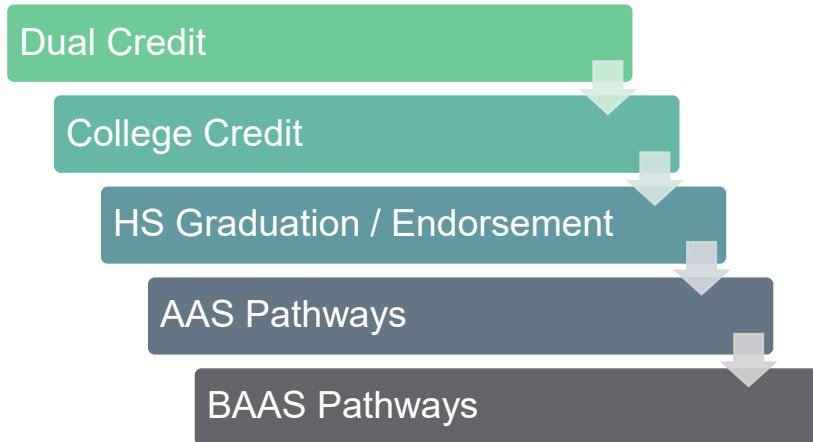 Dual Credit
College Credit
HS Graduation / Endorsement
AAS Pathways
BAAS Pathways